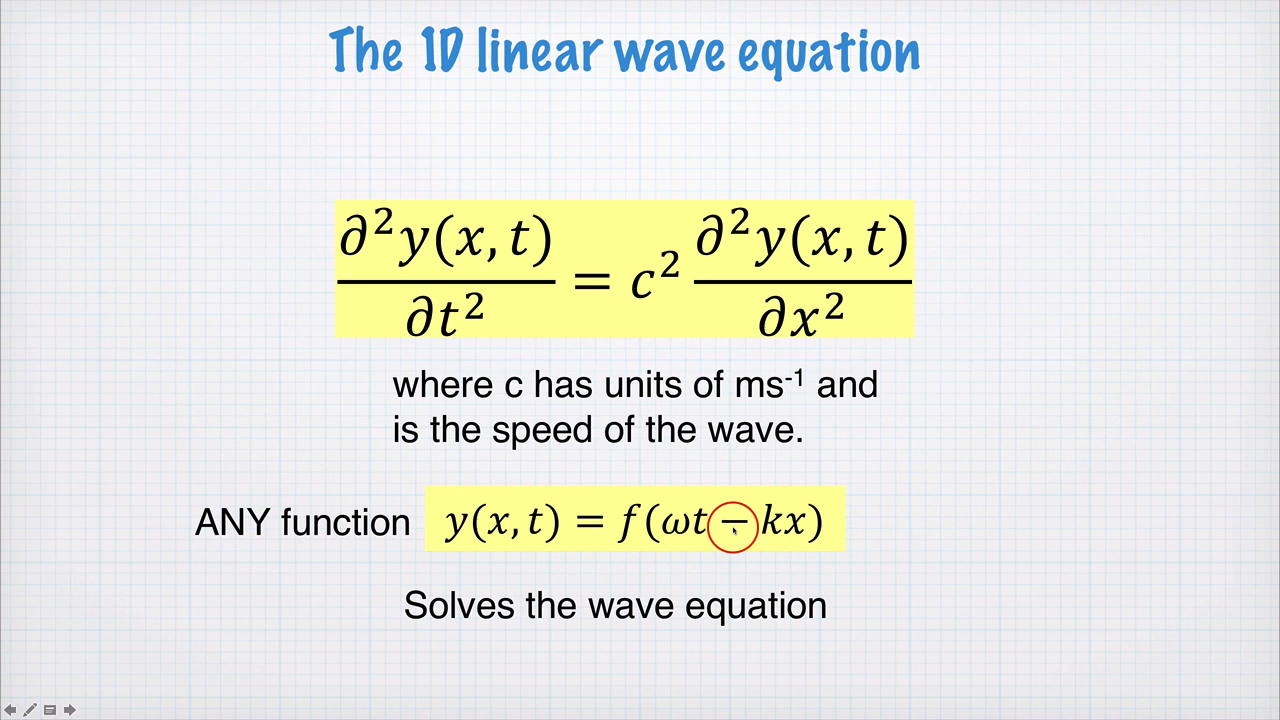 The 1D linear wave equation
∂²y(x, t)/∂t² = c² ∂²y(x, t)/∂x²
where c has units of ms⁻¹ and
is the speed of the wave.
ANY function y(x, t) = f(ωt − kx)
Solves the wave equation